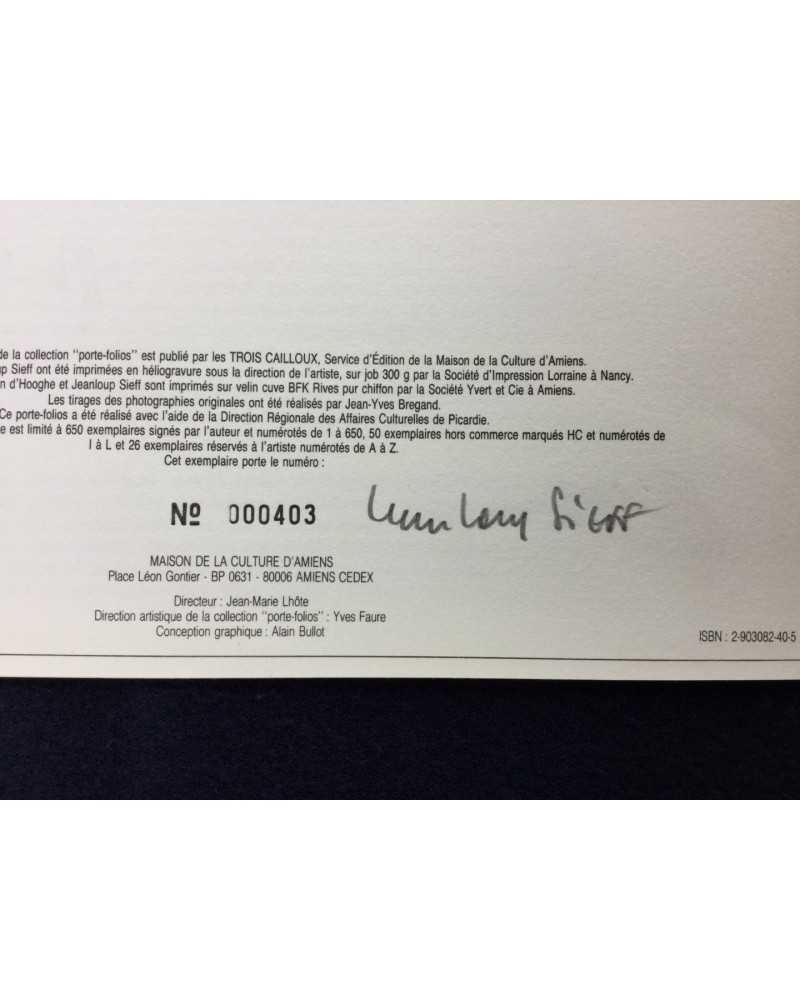 de la collection "porte-folios" est publié par les TROIS CAILLOUX, Service d'Édition de la Maison de la Culture d'Amiens.
up Sieff ont été imprimées en héliogravure sous la direction de l'artiste, sur job 300 g par la Société d'Impression Lorraine à Nancy.
n d'Hooghe et Jeanloup Sieff sont imprimés sur velin cuve BFK Rives pur chiffon par la Société Yvert et Cie à Amiens.
Les tirages des photographies originales ont été réalisés par Jean-Yves Bregand.
Ce porte-folios a été réalisé avec l'aide de la Direction Régionale des Affaires Culturelles de Picardie.
e est limité à 650 exemplaires signés par l'auteur et numérotés de 1 à 650, 50 exemplaires hors commerce marqués HC et numérotés de
I à L et 26 exemplaires réservés à l'artiste numérotés de A à Z.
Cet exemplaire porte le numéro :
Nº 000403 Jeanloup Sieff
MAISON DE LA CULTURE D'AMIENS
Place Léon Gontier - BP 0631 - 80006 AMIENS CEDEX
Directeur : Jean-Marie Lhôte
Direction artistique de la collection "porte-folios" : Yves Faure
Conception graphique : Alain Bullot
ISBN : 2-903082-40-5